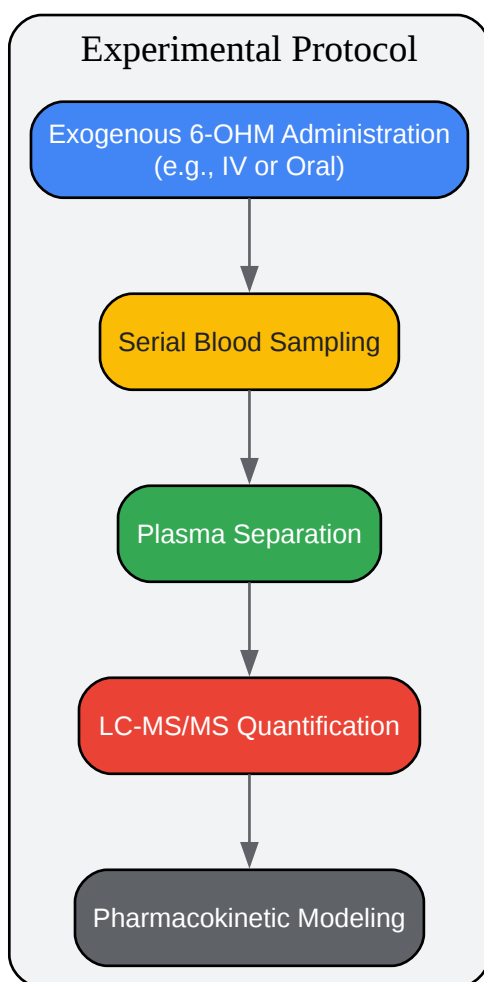 Experimental Protocol
Exogenous 6-OHM Administration
(e.g., IV or Oral)
Serial Blood Sampling
Plasma Separation
LC-MS/MS Quantification
Pharmacokinetic Modeling